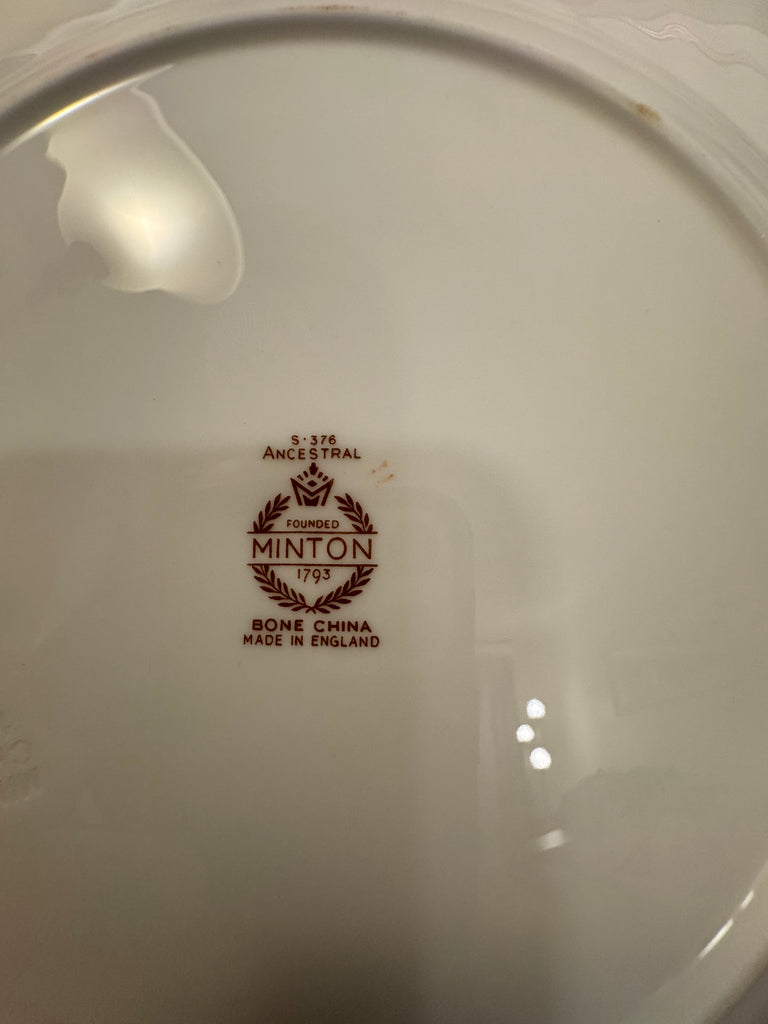 S·376
ANCESTRAL
FOUNDED
MINTON
1793
BONE CHINA
MADE IN ENGLAND